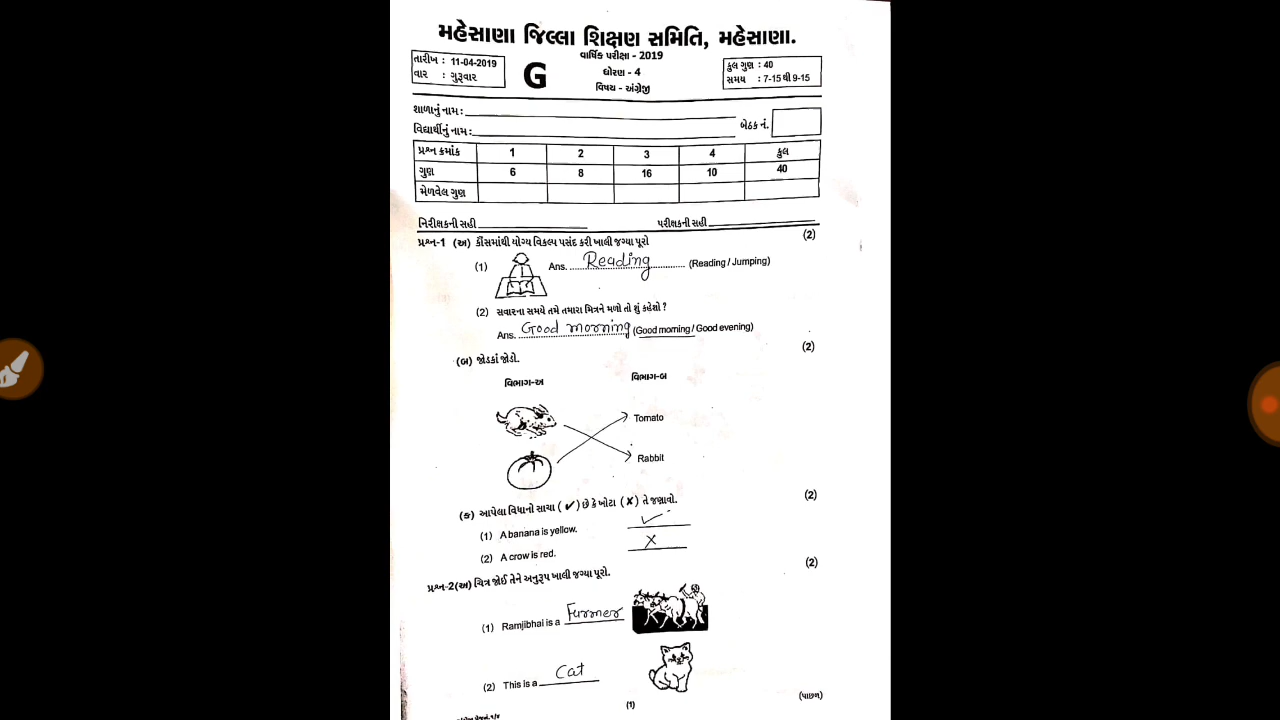 મહેસાણા જિલ્લા શિક્ષણ સમિતિ, મહેસાણા.
વાર્ષિક પરીક્ષા - 2019
તારીખ : 11-04-2019
વાર : ગુરૂવાર
G
ધોરણ - 4
વિષય - અંગ્રેજી
કુલ ગુણ : 40
સમય : 7-15 થી 9-15
શાળાનું નામ :
વિદ્યાર્થીનું નામ :
બેઠક નં.
પ્રશ્ન ક્રમાંક 1 2 3 4 કુલ
ગુણ 6 8 16 10 40
મેળવેલ ગુણ
નિરીક્ષકની સહી પરીક્ષકની સહી
પ્રશ્ન-1 (અ) કૌંસમાંથી યોગ્ય વિકલ્પ પસંદ કરી ખાલી જગ્યા પૂરો (2)
(1) Ans. Reading (Reading / Jumping)
(2) સવારના સમયે તમે તમારા મિત્રને મળો તો શું કહેશો ?
Ans. Good morning (Good morning / Good evening)
(બ) જોડકાં જોડો. (2)
વિભાગ-અ વિભાગ-બ
Tomato
Rabbit
(ક) આપેલા વિધાનો સાચા (✔) છે કે ખોટા (✘) તે જણાવો. (2)
(1) A banana is yellow. ✓
(2) A crow is red. X
પ્રશ્ન-2(અ) ચિત્ર જોઈ તેને અનુરૂપ ખાલી જગ્યા પૂરો. (2)
(1) Ramjibhai is a Furmer
(2) This is a Cat
(1)
(પાછળ)